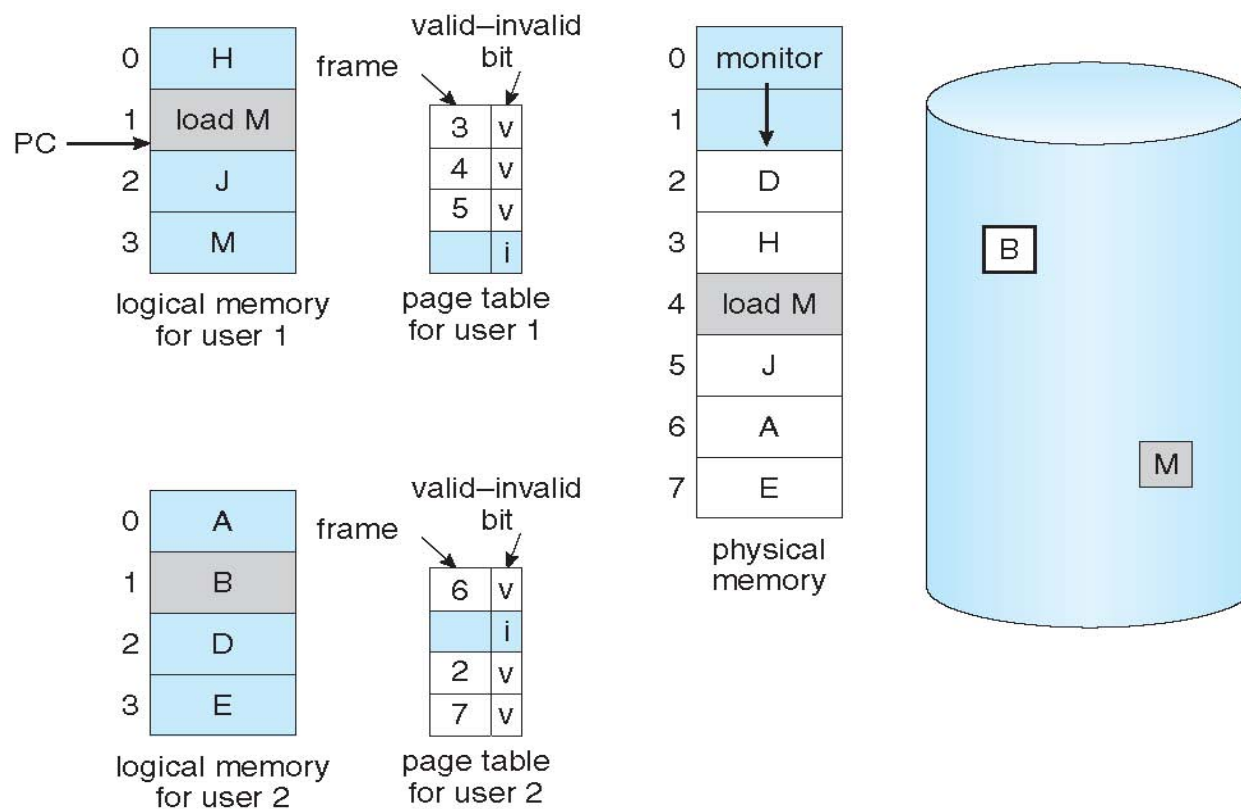 valid–invalid
bit
frame
0 H
1 load M
PC
2 J
3 M
logical memory
for user 1
3 v
4 v
5 v
i
page table
for user 1
0 A
1 B
2 D
3 E
logical memory
for user 2
valid–invalid
bit
frame
6 v
i
2 v
7 v
page table
for user 2
0 monitor
1
2 D
3 H
4 load M
5 J
6 A
7 E
physical
memory
B
M